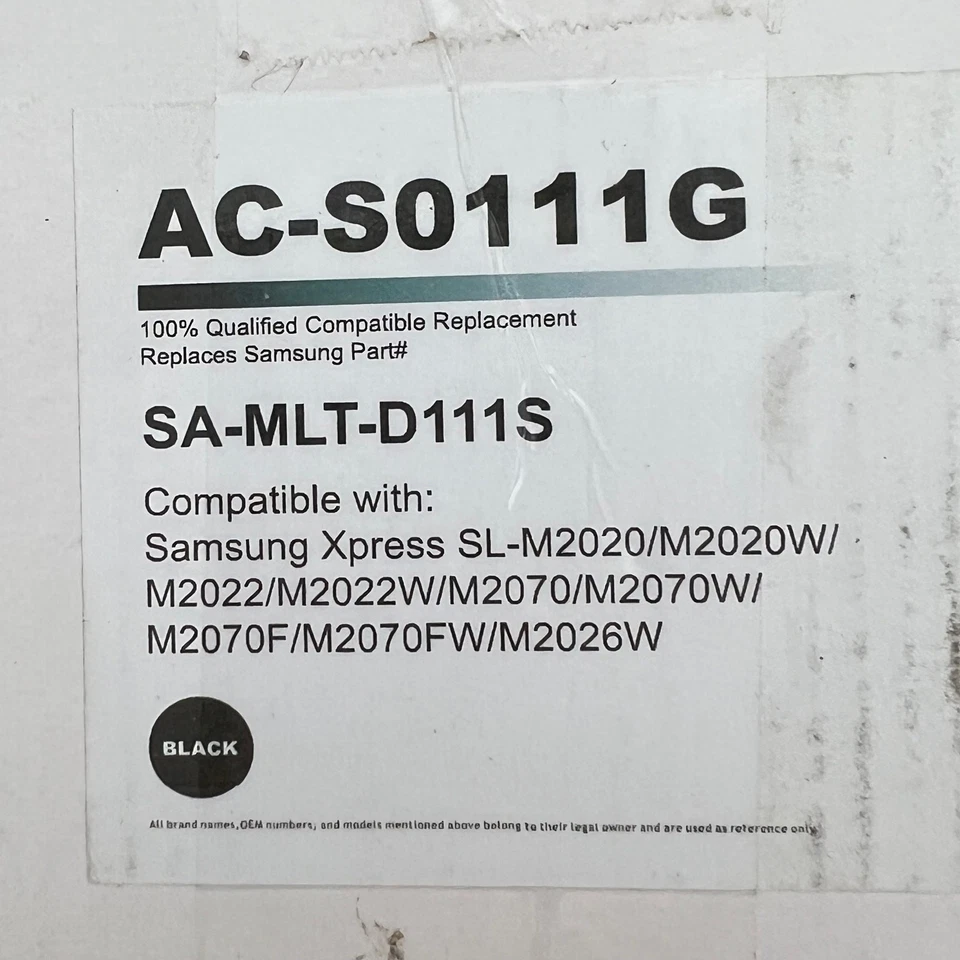 AC-S0111G
100% Qualified Compatible Replacement
Replaces Samsung Part#
SA-MLT-D111S
Compatible with:
Samsung Xpress SL-M2020/M2020W/
M2022/M2022W/M2070/M2070W/
M2070F/M2070FW/M2026W
BLACK
All brand names,OEM numbers, and models mentioned above belong to their legal owner and are used as reference only.